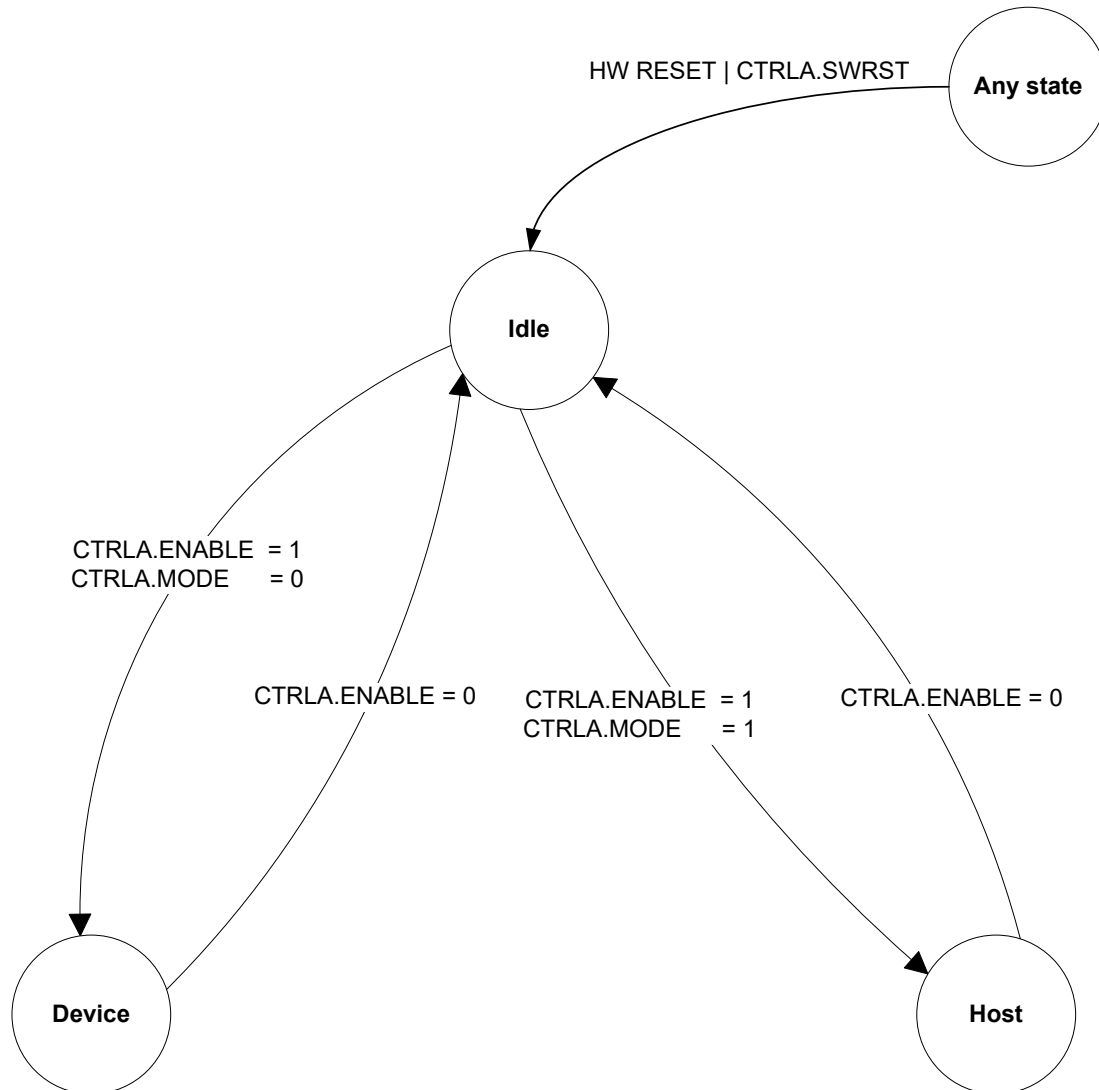 HW RESET | CTRLA.SWRST
Any state
Idle
CTRLA.ENABLE = 1
CTRLA.MODE = 0
CTRLA.ENABLE = 0
CTRLA.ENABLE = 1
CTRLA.MODE = 1
CTRLA.ENABLE = 0
Device
Host